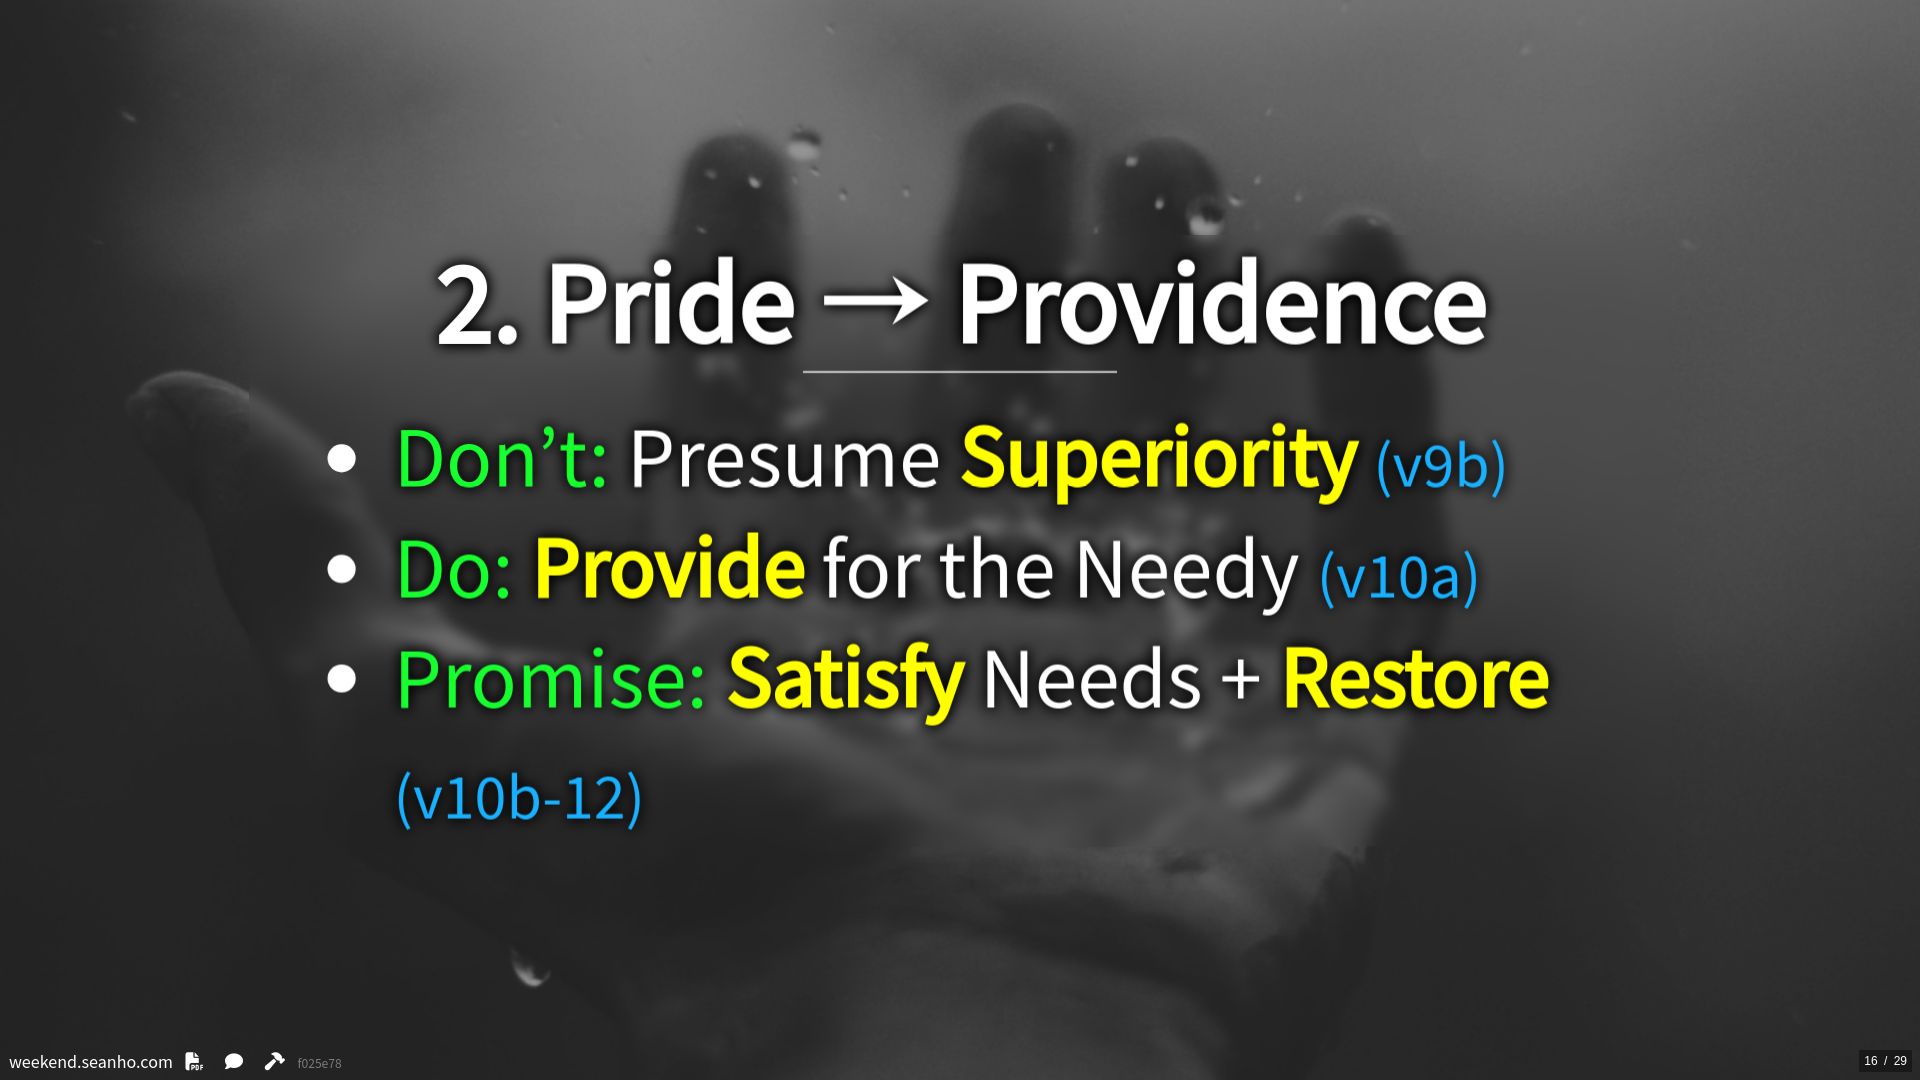 2. Pride → Providence
• Don’t: Presume Superiority (v9b)
• Do: Provide for the Needy (v10a)
• Promise: Satisfy Needs + Restore
(v10b-12)
weekend.seanho.com PDF f025e78
16 / 29